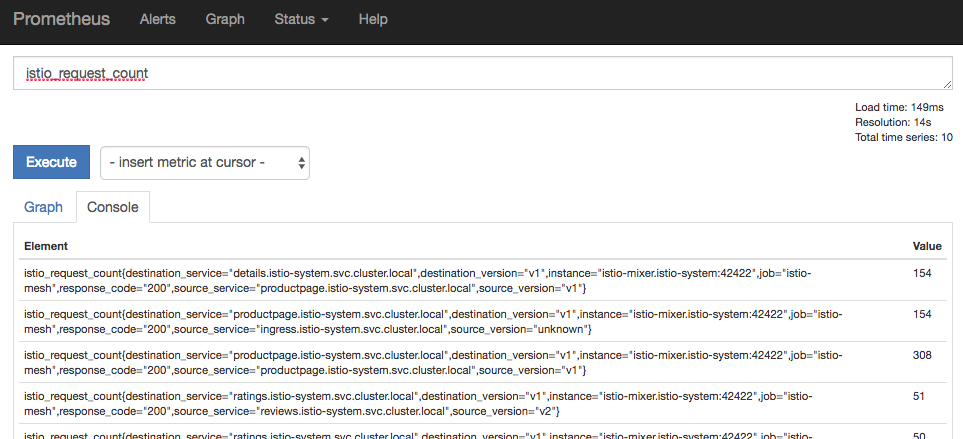 Prometheus Alerts Graph Status Help
istio_request_count
Load time: 149ms
Resolution: 14s
Total time series: 10
Execute - insert metric at cursor -
Graph Console
Element Value
istio_request_count{destination_service="details.istio-system.svc.cluster.local",destination_version="v1",instance="istio-mixer.istio-system:42422",job="istio- 154
mesh",response_code="200",source_service="productpage.istio-system.svc.cluster.local",source_version="v1"}
istio_request_count{destination_service="productpage.istio-system.svc.cluster.local",destination_version="v1",instance="istio-mixer.istio-system:42422",job="istio- 154
mesh",response_code="200",source_service="ingress.istio-system.svc.cluster.local",source_version="unknown"}
istio_request_count{destination_service="productpage.istio-system.svc.cluster.local",destination_version="v1",instance="istio-mixer.istio-system:42422",job="istio- 308
mesh",response_code="200",source_service="productpage.istio-system.svc.cluster.local",source_version="v1"}
istio_request_count{destination_service="ratings.istio-system.svc.cluster.local",destination_version="v1",instance="istio-mixer.istio-system:42422",job="istio- 51
mesh",response_code="200",source_service="reviews.istio-system.svc.cluster.local",source_version="v2"}
istio_request_count{destination_service="ratings.istio-system.svc.cluster.local",destination_version="v1",instance="istio-mixer.istio-system:42422",job="istio- 50